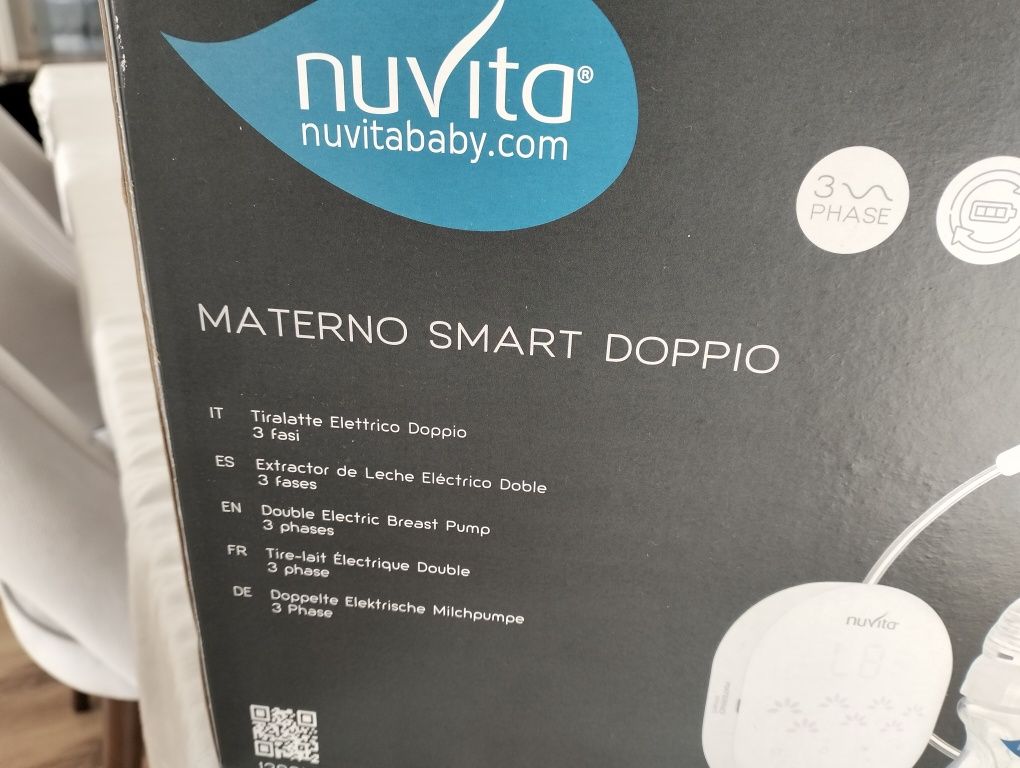 nuvita®
nuvitababy.com
3
PHASE
MATERNO SMART DOPPIO
IT Tiralatte Elettrico Doppio
3 fasi
ES Extractor de Leche Eléctrico Doble
3 fases
EN Double Electric Breast Pump
3 phases
FR Tire-lait Électrique Double
3 phase
DE Doppelte Elektrische Milchpumpe
3 Phase
nuvita